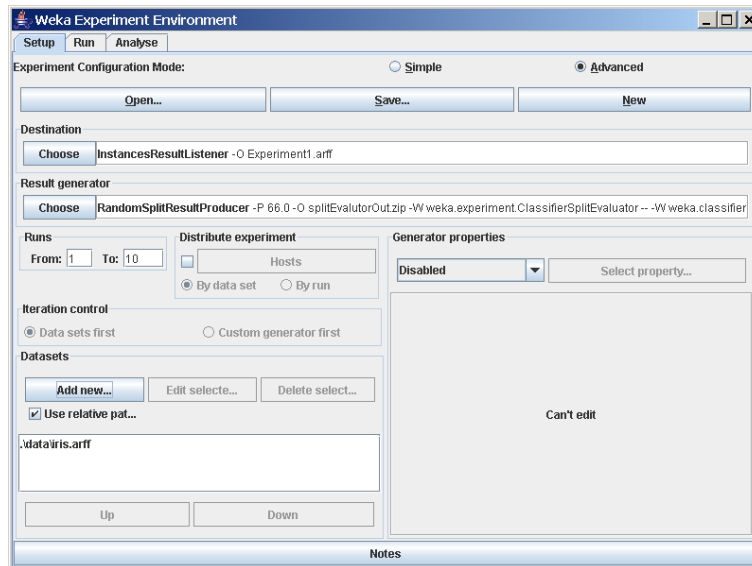 Weka Experiment Environment
Setup Run Analyse
Experiment Configuration Mode: Simple Advanced
Open... Save... New
Destination
Choose InstancesResultListener -O Experiment1.arff
Result generator
Choose RandomSplitResultProducer -P 66.0 -O splitEvalutorOut.zip -W weka.experiment.ClassifierSplitEvaluator -- -W weka.classifier
Runs Distribute experiment Generator properties
From: 1 To: 10 Hosts
Disabled Select property...
By data set By run
Iteration control
Data sets first Custom generator first
Datasets
Add new... Edit selecte... Delete select...
Use relative pat...
Can't edit
.\data\iris.arff
Up Down
Notes